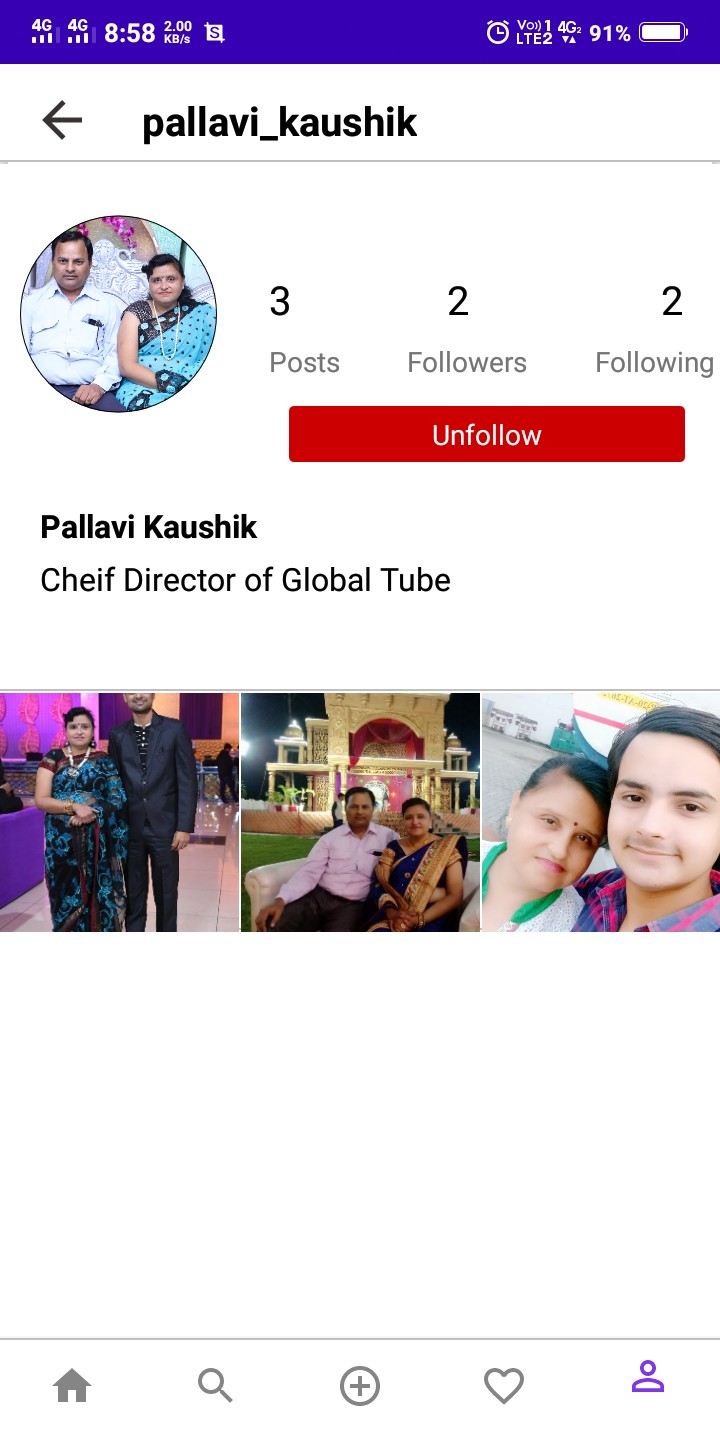 4G 4G 8:58 2.00 KB/s S Vo)) 1 LTE2 4G2 91%
pallavi_kaushik
3 2 2
Posts Followers Following
Unfollow
Pallavi Kaushik
Cheif Director of Global Tube